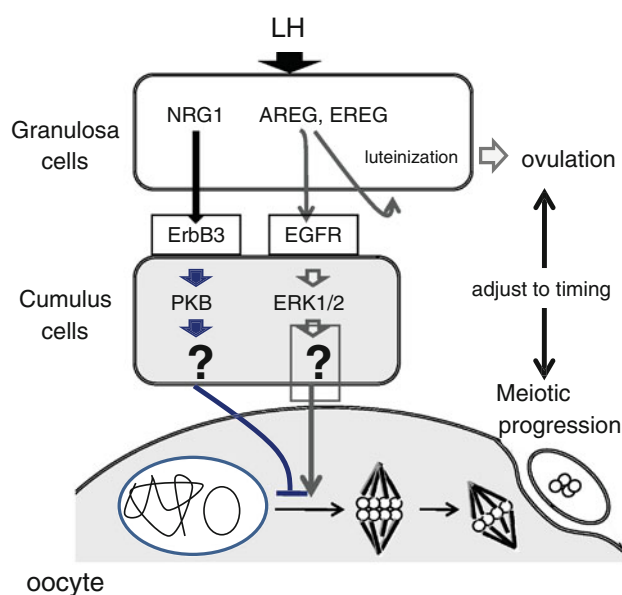 LH
Granulosa
cells
NRG1
AREG, EREG
luteinization
ovulation
ErbB3
EGFR
Cumulus
cells
PKB
ERK1/2
?
?
adjust to timing
Meiotic
progression
oocyte